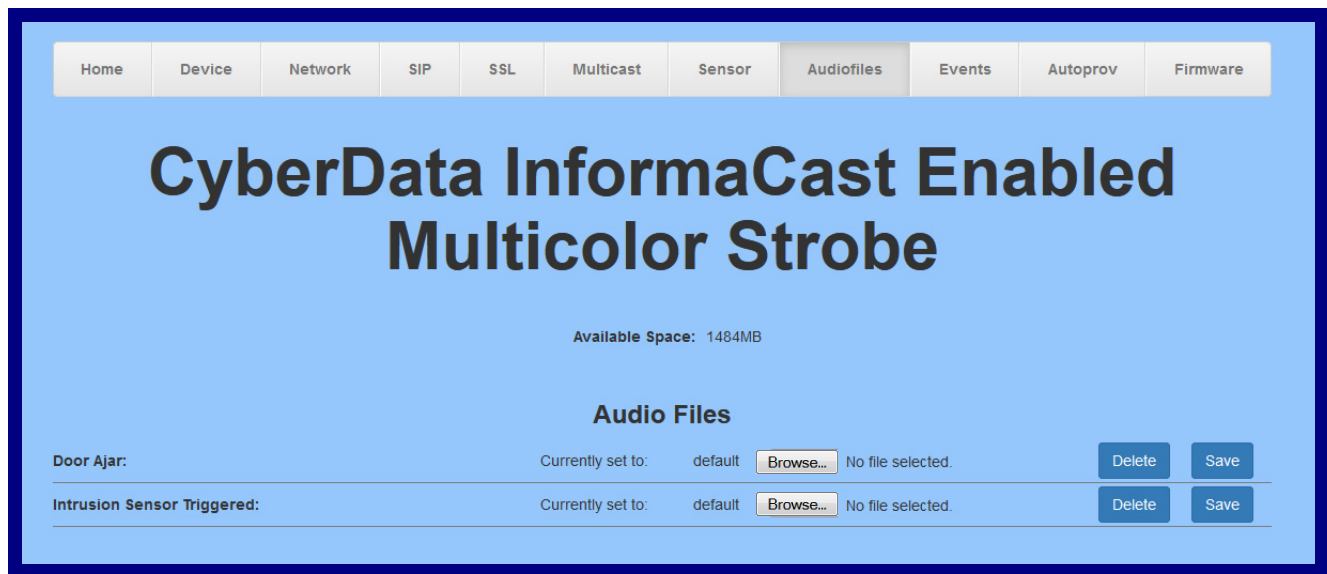 Home Device Network SIP SSL Multicast Sensor Audiofiles Events Autoprov Firmware
CyberData InformaCast Enabled
Multicolor Strobe
Available Space: 1484MB
Audio Files
Door Ajar: Currently set to: default Browse... No file selected. Delete Save
Intrusion Sensor Triggered: Currently set to: default Browse... No file selected. Delete Save